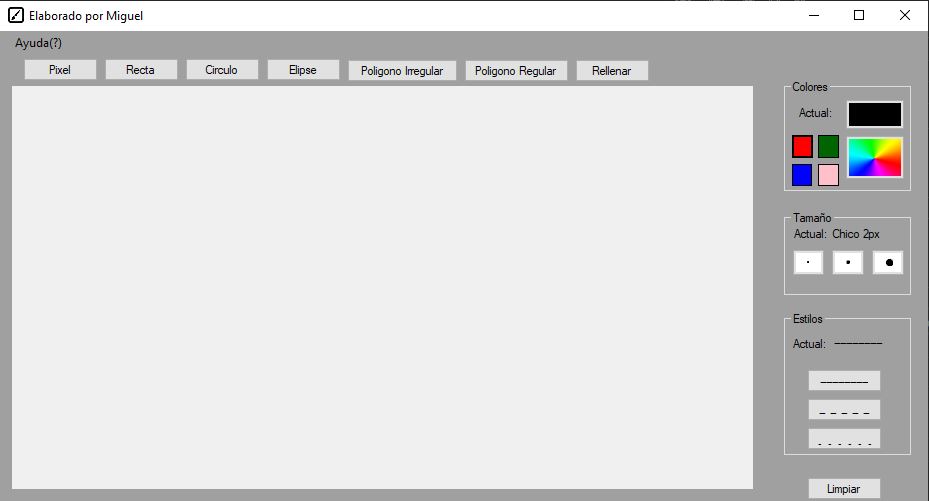 Elaborado por Miguel
Ayuda(?)
Pixel
Recta
Circulo
Elipse
Poligono Irregular
Poligono Regular
Rellenar
Colores
Actual:
Tamaño
Actual: Chico 2px
Estilos
Actual: --------
--------
_ _ _ _ _
- - - - - -
Limpiar